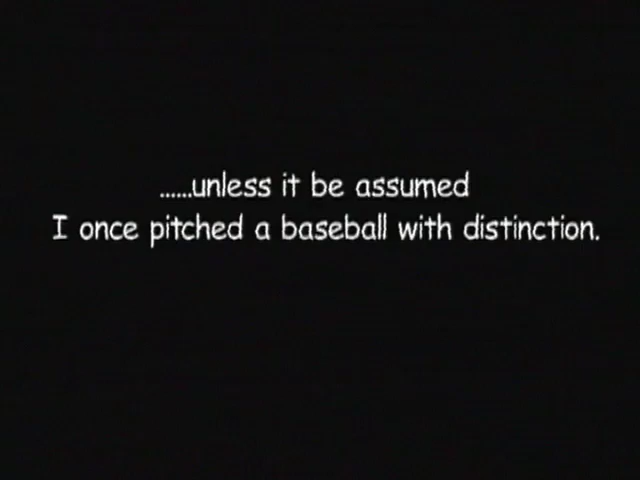 ......unless it be assumed
I once pitched a baseball with distinction.